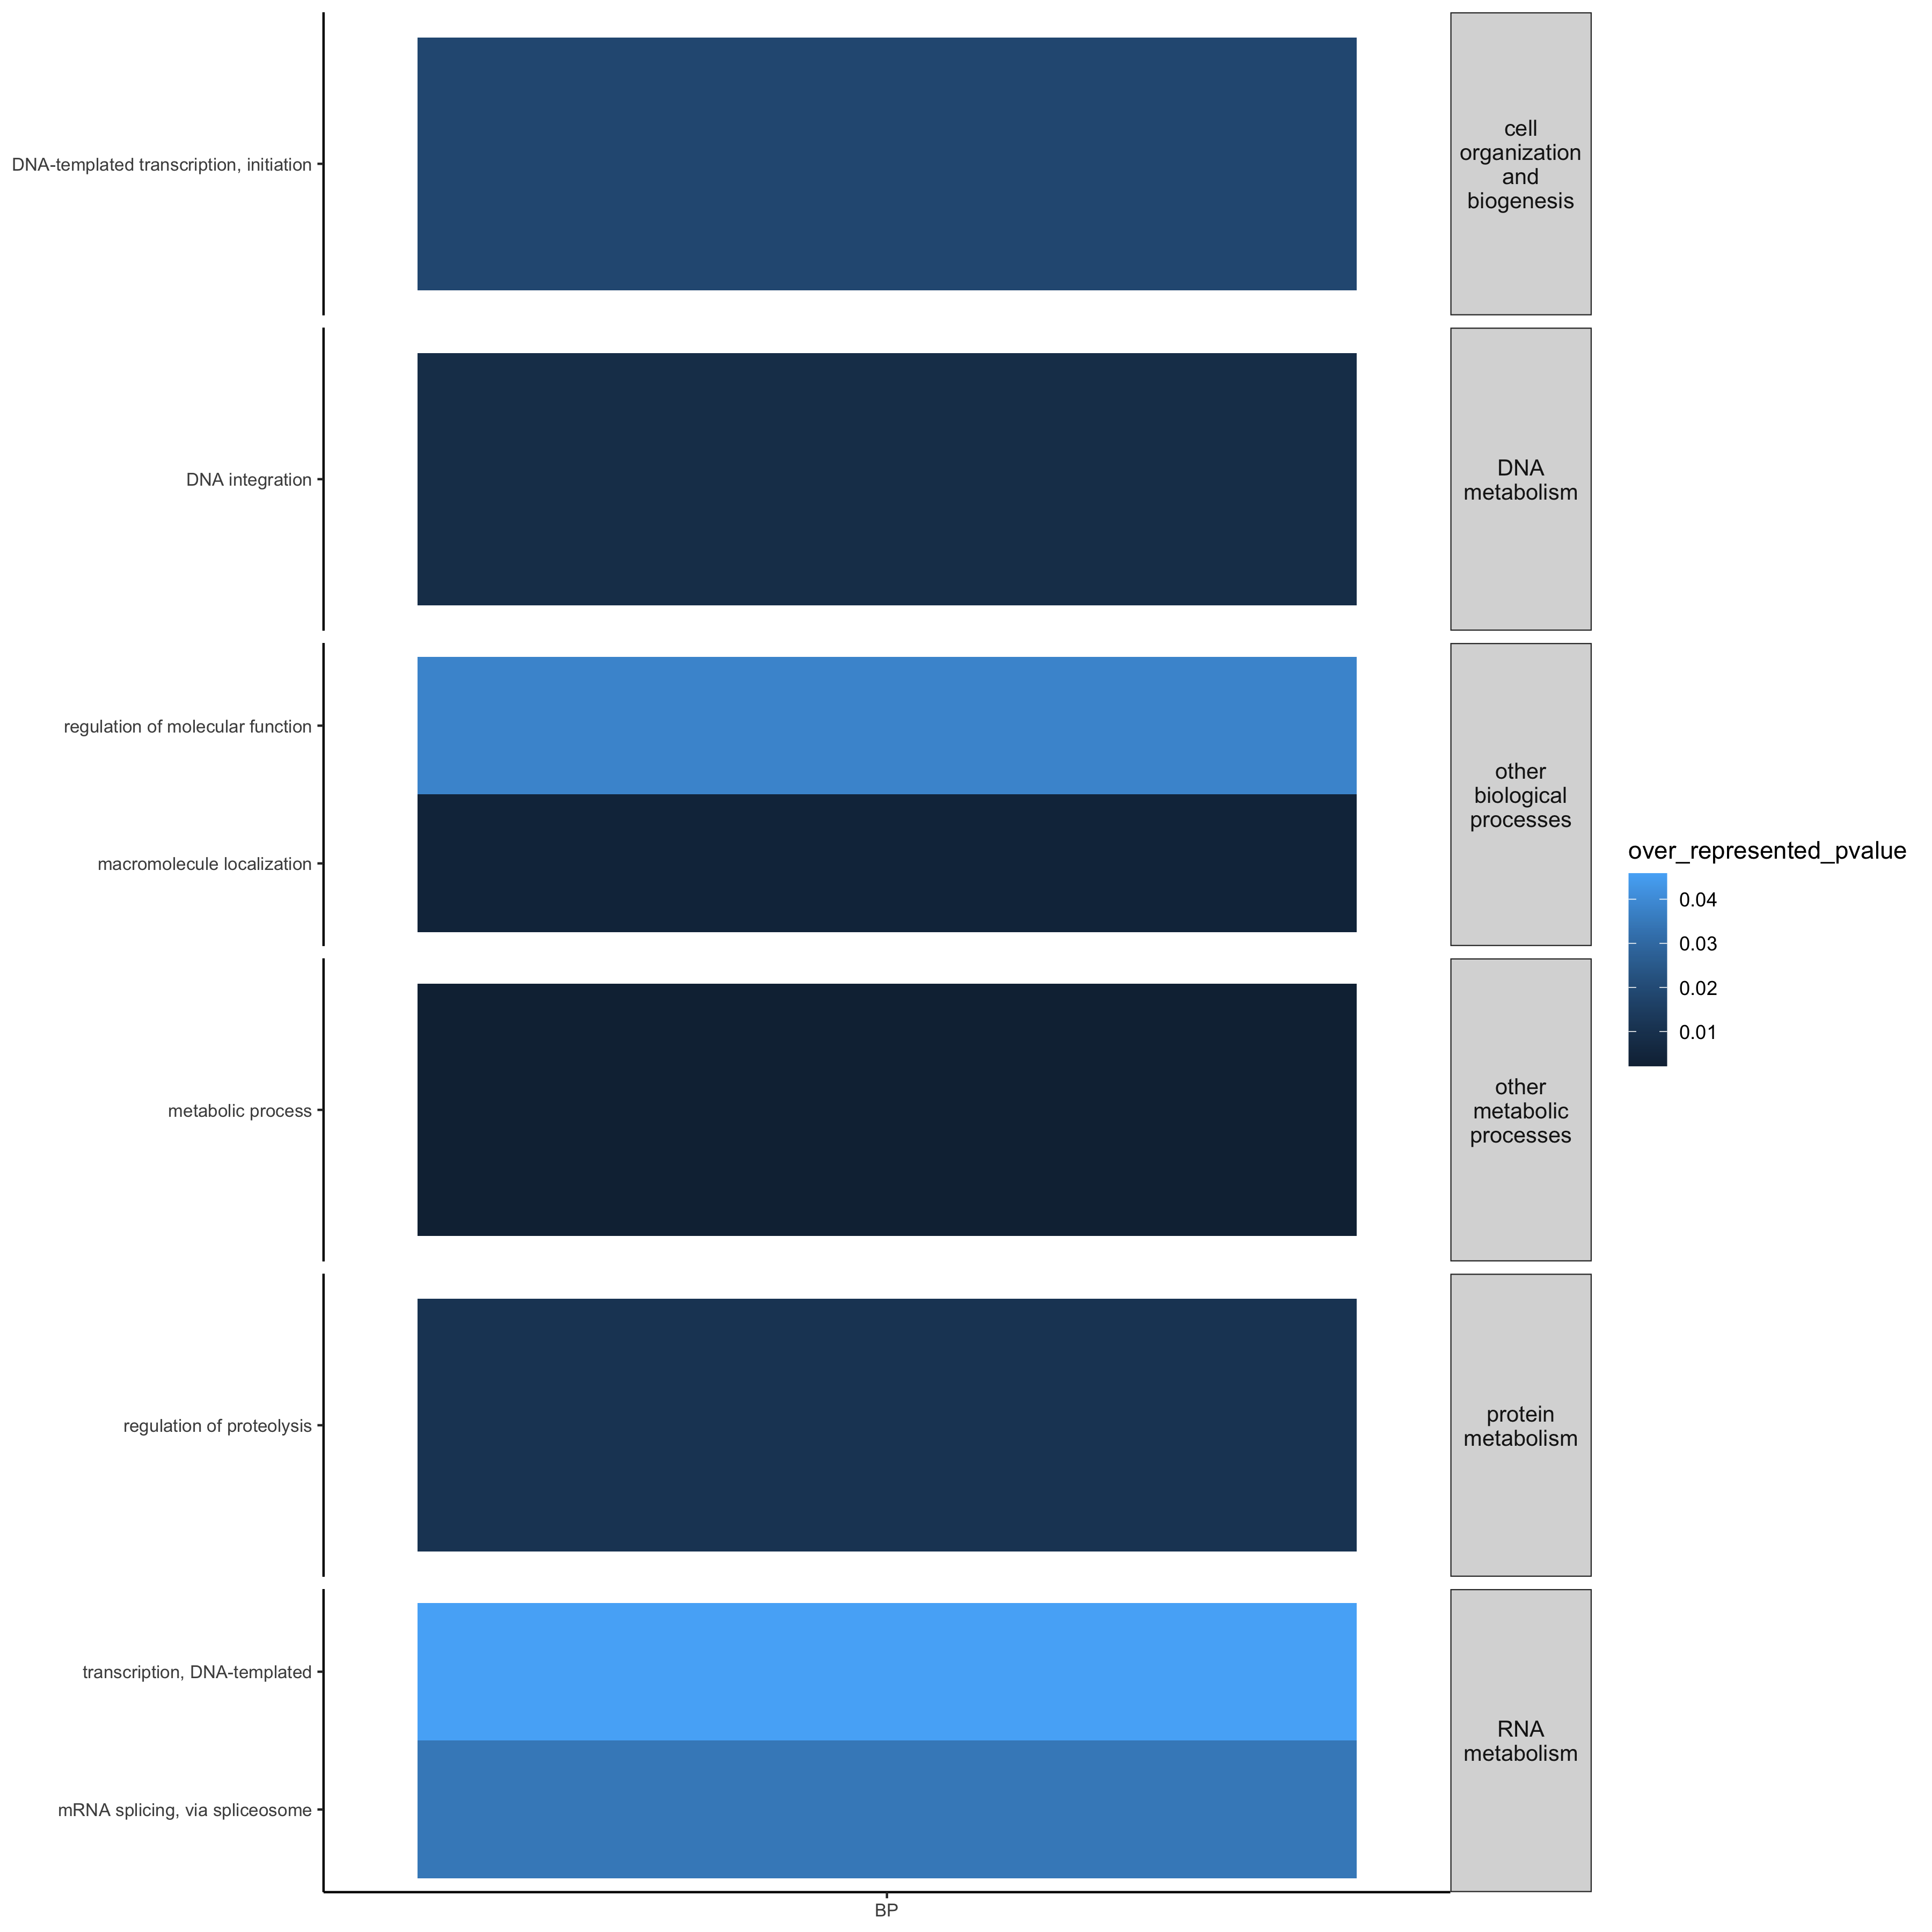 DNA-templated transcription, initiation
cell
organization
and
biogenesis
DNA integration
DNA
metabolism
regulation of molecular function
macromolecule localization
other
biological
processes
metabolic process
other
metabolic
processes
regulation of proteolysis
protein
metabolism
transcription, DNA-templated
mRNA splicing, via spliceosome
RNA
metabolism
BP
over_represented_pvalue
0.04
0.03
0.02
0.01